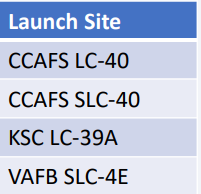 Launch Site
CCAFS LC-40
CCAFS SLC-40
KSC LC-39A
VAFB SLC-4E